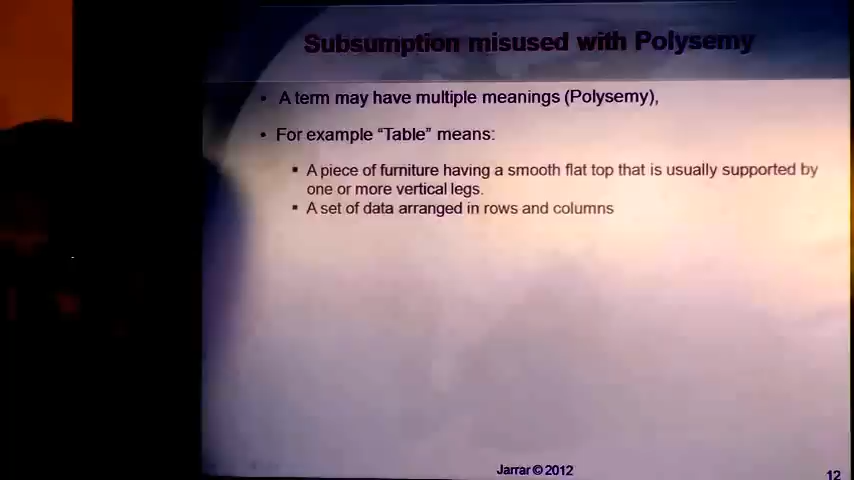 Subsumption misused with Polysemy
• A term may have multiple meanings (Polysemy),
• For example “Table” means:
▪ A piece of furniture having a smooth flat top that is usually supported by
one or more vertical legs.
▪ A set of data arranged in rows and columns
Jarrar © 2012
12